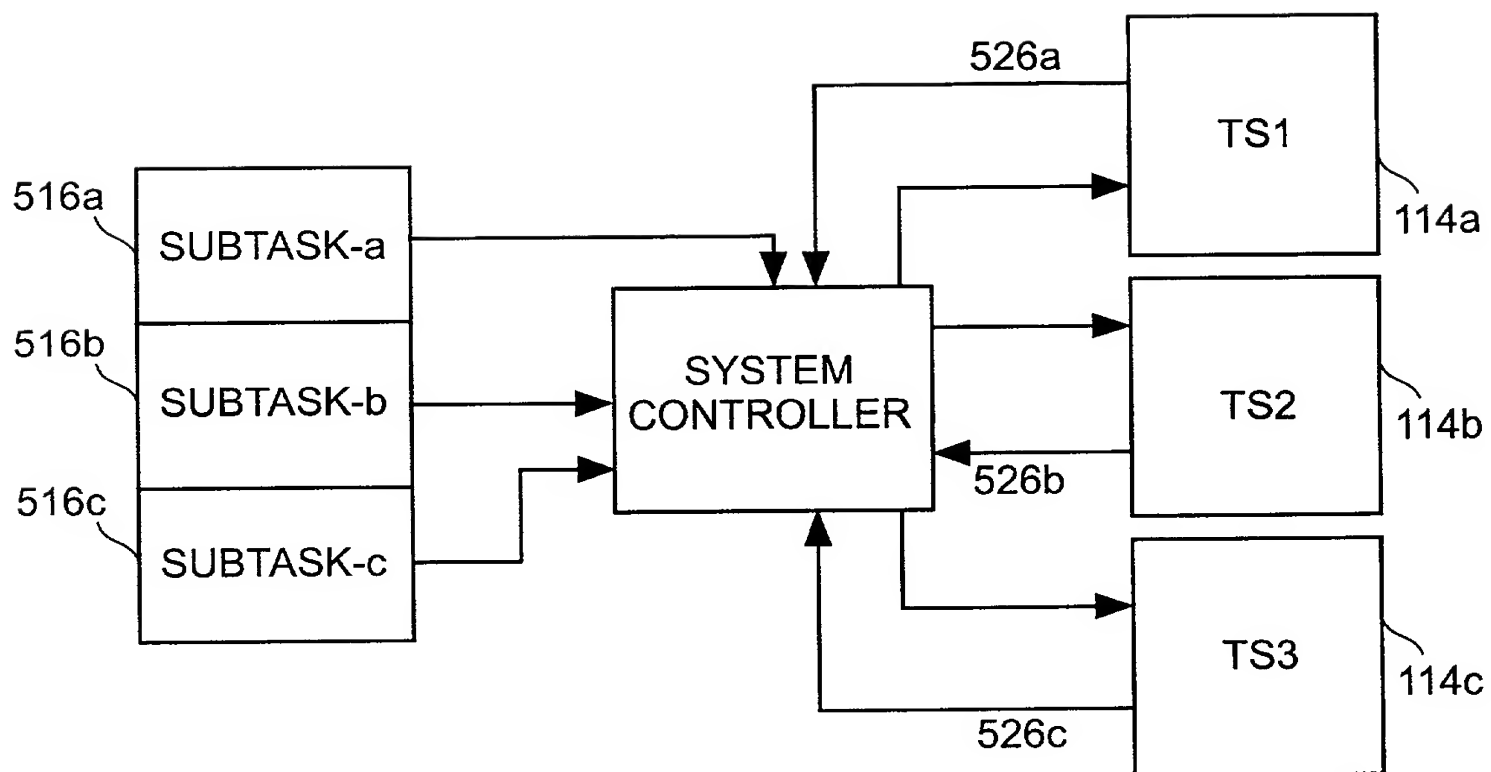 526a
TS1
114a
516a
SUBTASK-a
516b
SUBTASK-b
516c
SUBTASK-c
SYSTEM
CONTROLLER
TS2
114b
526b
TS3
114c
526c